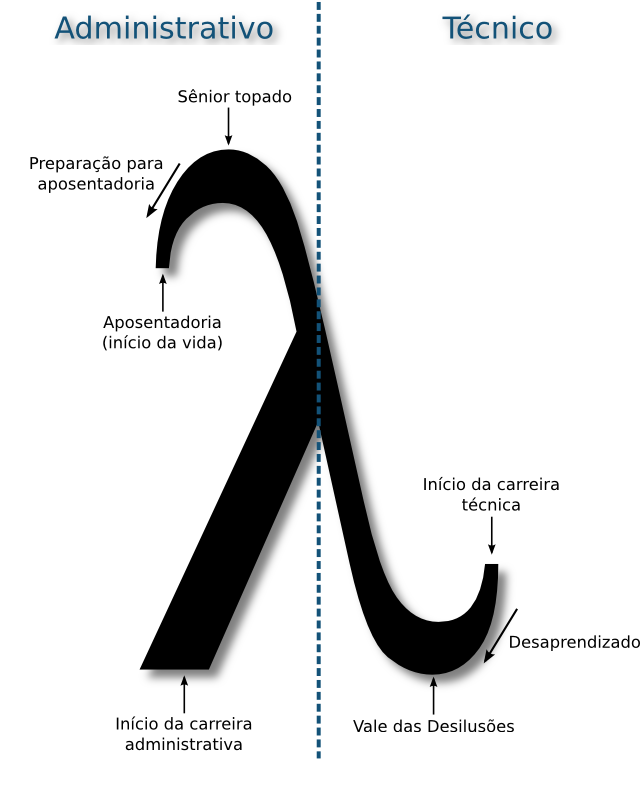 Administrativo
Técnico
Sênior topado
Preparação para
aposentadoria
Aposentadoria
(início da vida)
Início da carreira
técnica
Desaprendizado
Início da carreira
administrativa
Vale das Desilusões